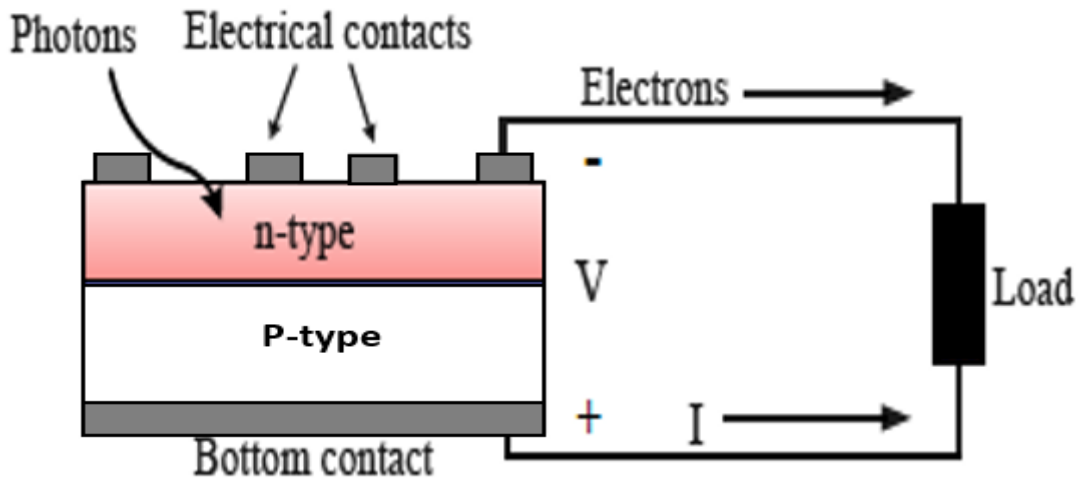 Photons
Electrical contacts
Electrons
-
n-type
V
Load
P-type
+
I
Bottom contact